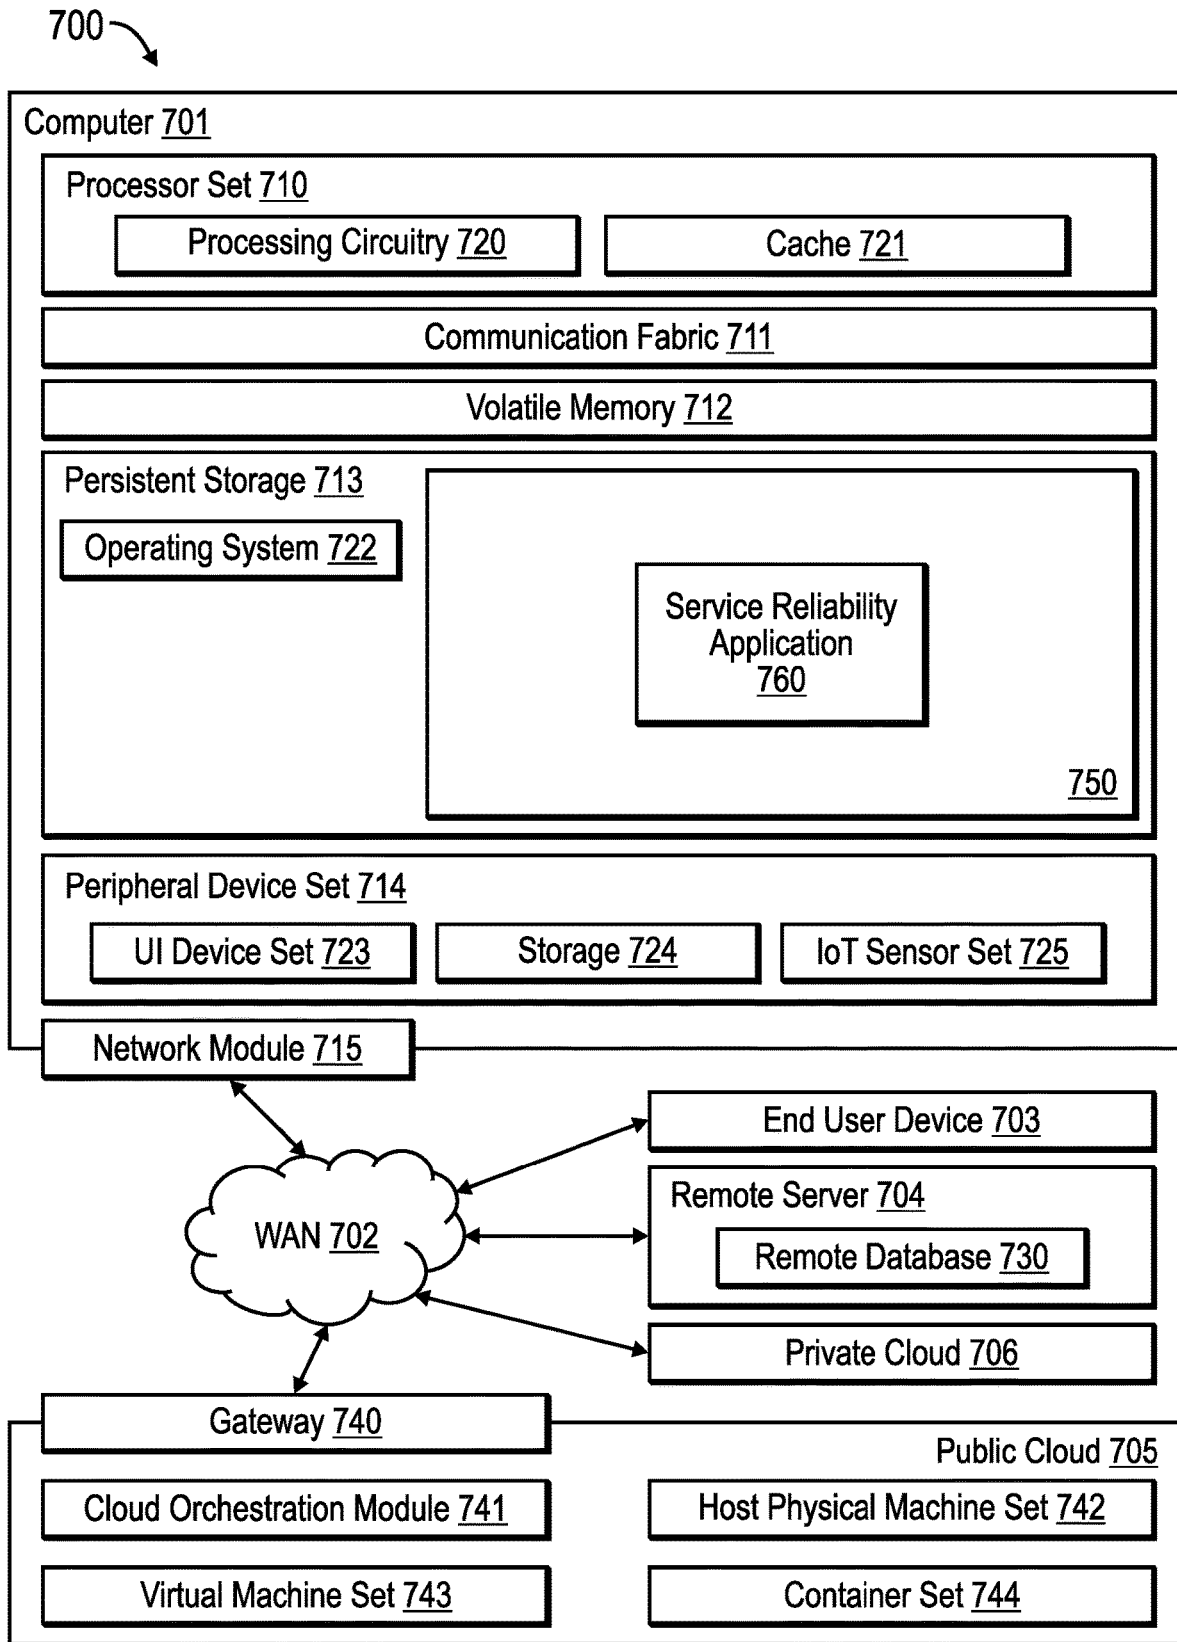 700
Computer 701
Processor Set 710
Processing Circuitry 720
Cache 721
Communication Fabric 711
Volatile Memory 712
Persistent Storage 713
Operating System 722
Service Reliability
Application
760
750
Peripheral Device Set 714
UI Device Set 723
Storage 724
IoT Sensor Set 725
Network Module 715
End User Device 703
Remote Server 704
WAN 702
Remote Database 730
Private Cloud 706
Gateway 740
Public Cloud 705
Cloud Orchestration Module 741
Host Physical Machine Set 742
Virtual Machine Set 743
Container Set 744